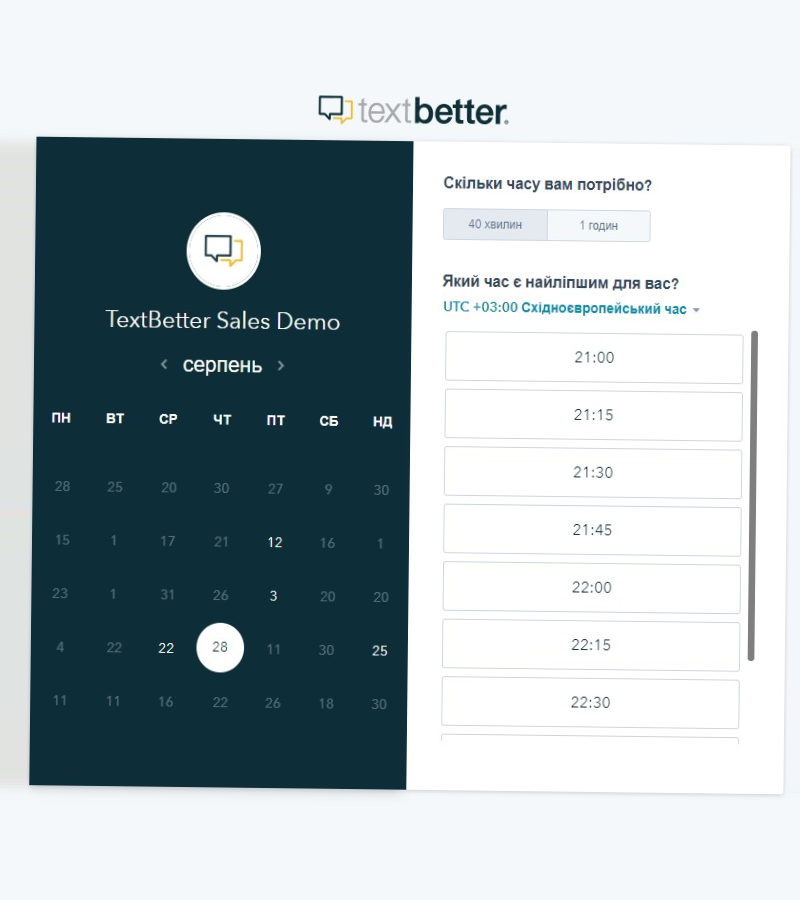 textbetter.
TextBetter Sales Demo
серпень
ПН ВТ СР ЧТ ПТ СБ НД
28 25 20 30 27 9 30
15 1 17 21 12 16 1
23 1 31 26 3 20 20
4 22 22 28 11 30 25
11 11 16 22 26 18 30
Скільки часу вам потрібно?
40 хвилин 1 годин
Який час є найліпшим для вас?
UTC +03:00 Східноєвропейський час
21:00
21:15
21:30
21:45
22:00
22:15
22:30